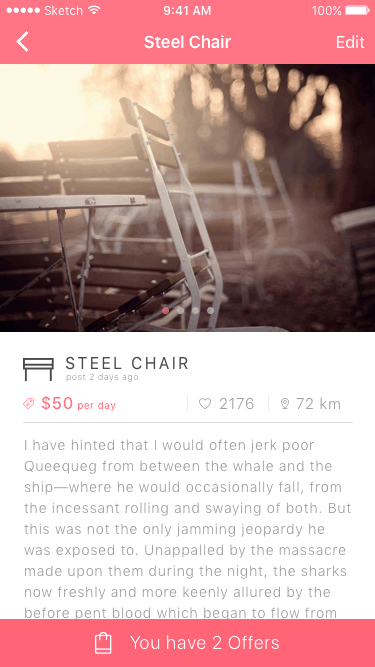 Sketch 9:41 AM 100%
Steel Chair Edit
STEEL CHAIR
post 2 days ago
$50 per day 2176 72 km
I have hinted that I would often jerk poor
Queequeg from between the whale and the
ship—where he would occasionally fall, from
the incessant rolling and swaying of both. But
this was not the only jamming jeopardy he
was exposed to. Unappalled by the massacre
made upon them during the night, the sharks
now freshly and more keenly allured by the
before pent blood which began to flow from
You have 2 Offers